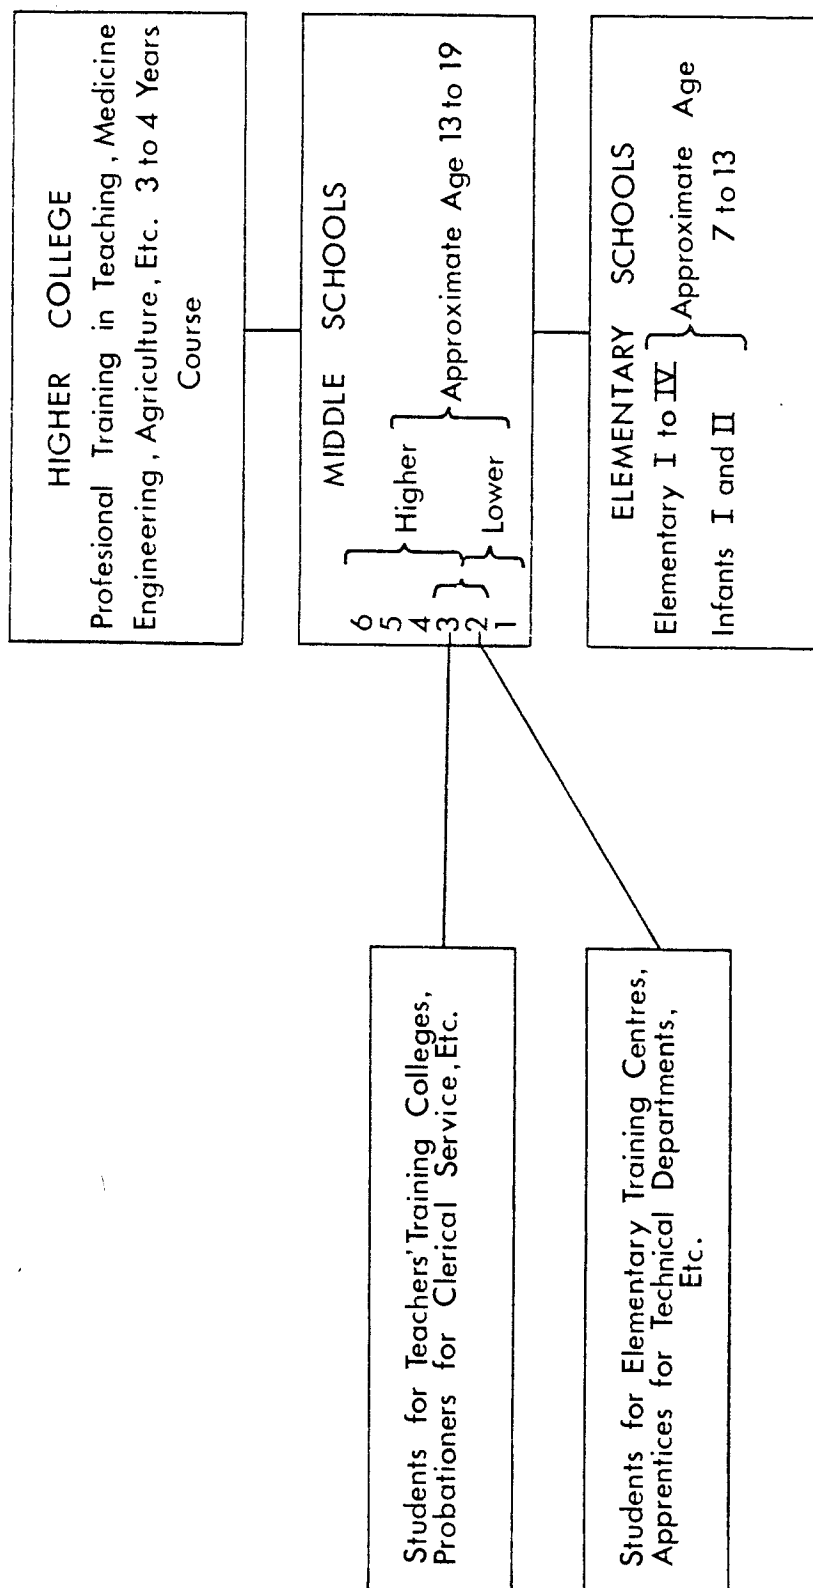 HIGHER COLLEGE
Profesional Training in Teaching, Medicine
Engineering, Agriculture, Etc. 3 to 4 Years
Course
MIDDLE SCHOOLS
6
5
4
3
2
1
Higher
Lower
Approximate Age 13 to 19
ELEMENTARY SCHOOLS
Elementary I to IV
Infants I and II
Approximate Age
7 to 13
Students for Teachers' Training Colleges,
Probationers for Clerical Service, Etc.
Students for Elementary Training Centres,
Apprentices for Technical Departments,
Etc.